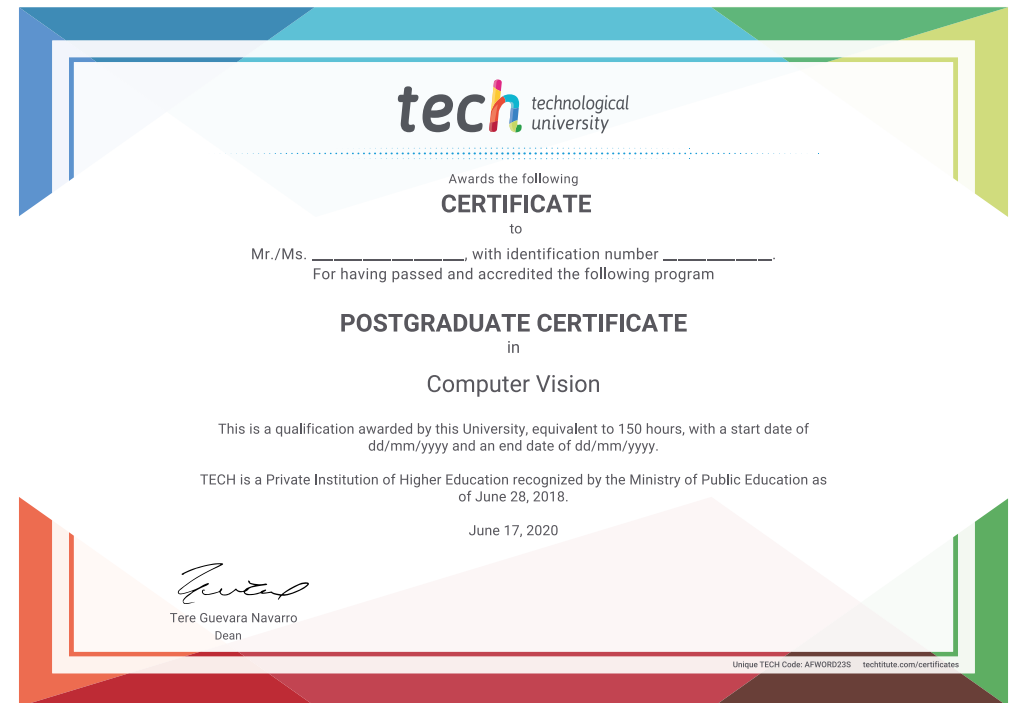 tech technological
university
Awards the following
CERTIFICATE
to
Mr./Ms. ____________________, with identification number ______________.
For having passed and accredited the following program
POSTGRADUATE CERTIFICATE
in
Computer Vision
This is a qualification awarded by this University, equivalent to 150 hours, with a start date of
dd/mm/yyyy and an end date of dd/mm/yyyy.
TECH is a Private Institution of Higher Education recognized by the Ministry of Public Education as
of June 28, 2018.
June 17, 2020
Tere Guevara Navarro
Dean
Unique TECH Code: AFWORD23S techtitute.com/certificates